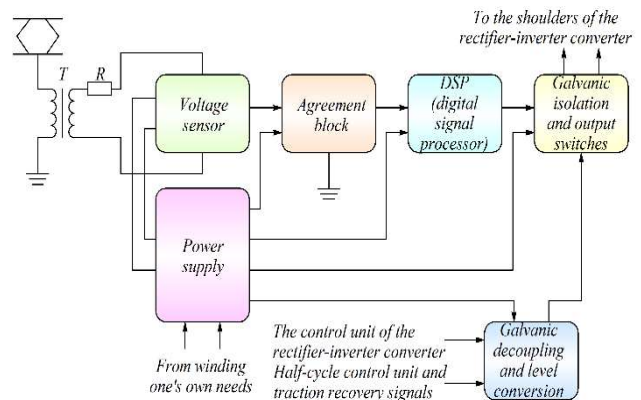 To the shoulders of the
rectifier-inverter converter
T
R
Voltage
sensor
Agreement
block
DSP
(digital
signal
processor)
Galvanic
isolation
and output
switches
Power
supply
From winding
one's own needs
The control unit of the
rectifier-inverter converter
Half-cycle control unit and
traction recovery signals
Galvanic
decoupling
and level
conversion